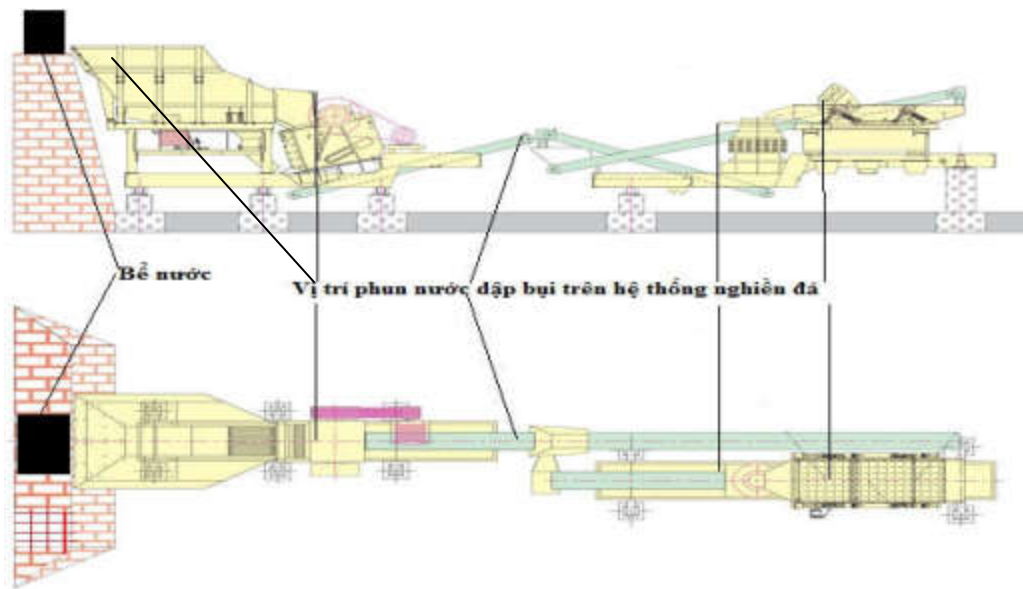 Bể nước
Vị trí phun nước dập bụi trên hệ thống nghiền đá